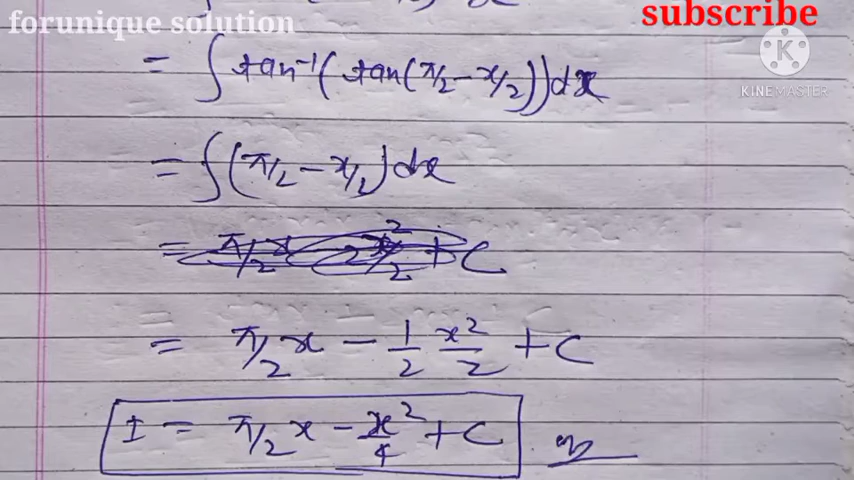 subscribe
forunique solution
= ∫ tan⁻¹(tan(π/2 - x/2))dx
KINEMASTER
= ∫(π/2 - x/2)dx
= π/2 x - 1/2 x²/2 + C
I = π/2 x - x²/4 + C